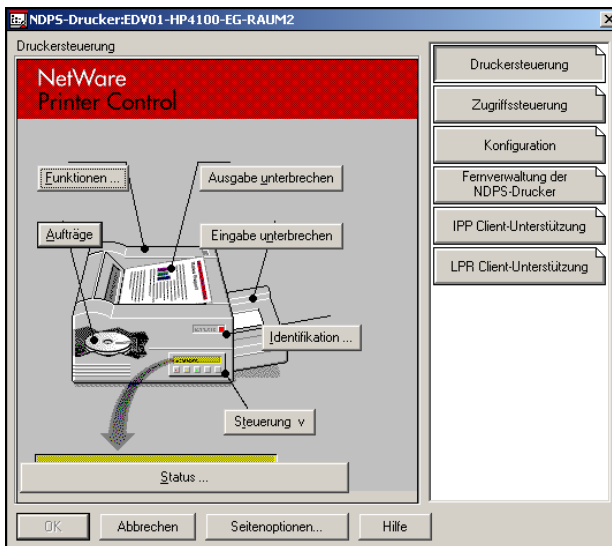 NDPS-Drucker:EDV01-HP4100-EG-RAUM2
Druckersteuerung
NetWare
Printer Control
Funktionen ...
Ausgabe unterbrechen
Aufträge
Eingabe unterbrechen
Identifikation ...
Steuerung v
Status ...
Druckersteuerung
Zugriffssteuerung
Konfiguration
Fernverwaltung der
NDPS-Drucker
IPP Client-Unterstützung
LPR Client-Unterstützung
OK
Abbrechen
Seitenoptionen...
Hilfe